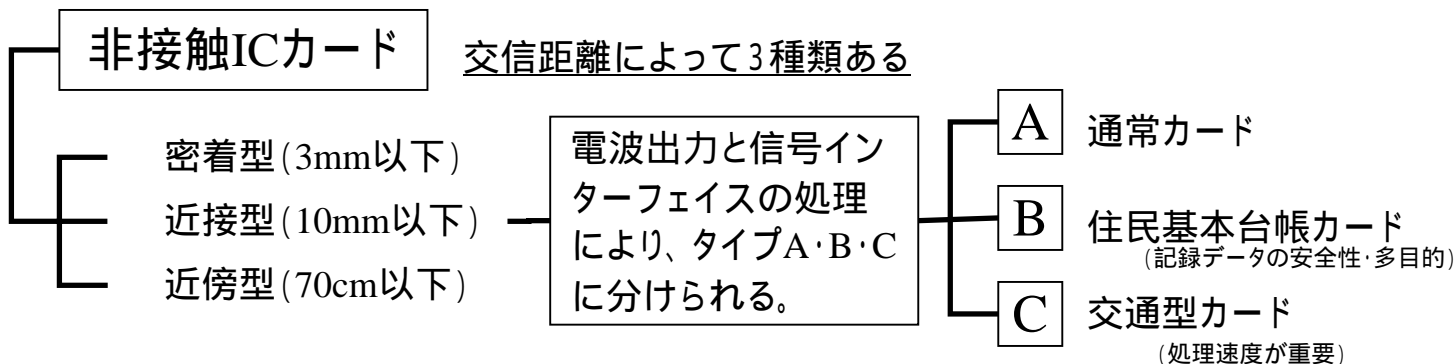 非接触ICカード
交信距離によって3種類ある
密着型(3mm以下)
近接型(10mm以下)
近傍型(70cm以下)
電波出力と信号イン
ターフェイスの処理
により、タイプA・B・C
に分けられる。
A 通常カード
B 住民基本台帳カード
(記録データの安全性・多目的)
C 交通型カード
(処理速度が重要)